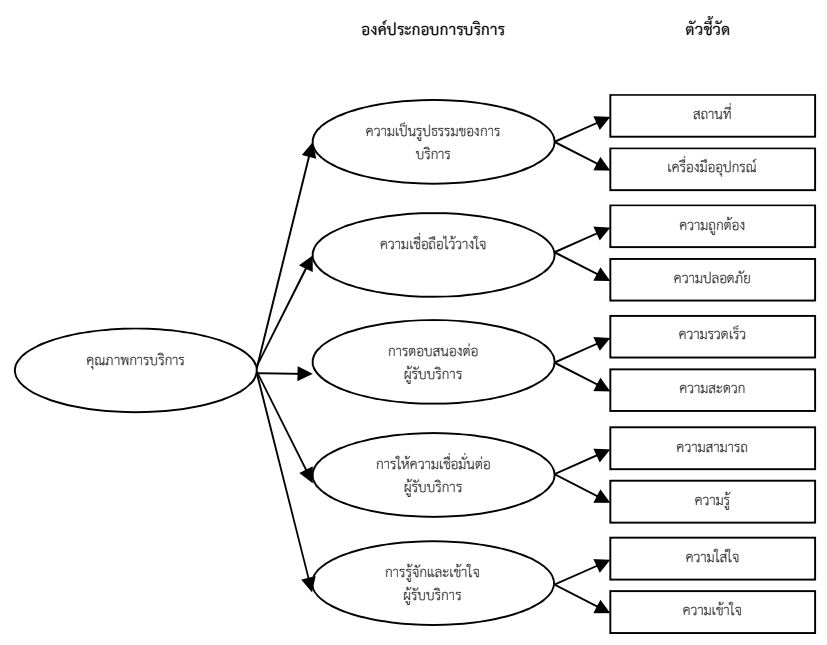 องค์ประกอบการบริการ
ตัวชี้วัด
ความเป็นรูปธรรมของการ
บริการ
สถานที่
เครื่องมืออุปกรณ์
ความเชื่อถือไว้วางใจ
ความถูกต้อง
ความปลอดภัย
คุณภาพการบริการ
การตอบสนองต่อ
ผู้รับบริการ
ความรวดเร็ว
ความสะดวก
การให้ความเชื่อมั่นต่อ
ผู้รับบริการ
ความสามารถ
ความรู้
การรู้จักและเข้าใจ
ผู้รับบริการ
ความใส่ใจ
ความเข้าใจ